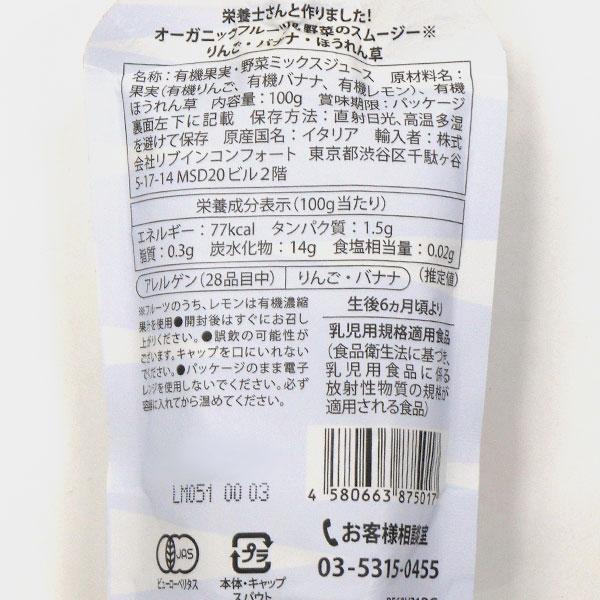 栄養士さんと作りました!
オーガニックフルーツ&野菜のスムージー※
りんご・バナナ・ほうれん草
名称:有機果実・野菜ミックスジュース 原材料名:
果実(有機りんご、有機バナナ、有機レモン)、有機
ほうれん草 内容量:100g 賞味期限:パッケージ
裏面左下に記載 保存方法:直射日光、高温多湿
を避けて保存 原産国名:イタリア 輸入者:株式
会社リブインコンフォート 東京都渋谷区千駄ヶ谷
5-17-14 MSD20ビル2階
栄養成分表示(100g当たり)
エネルギー:77kcal タンパク質:1.5g
脂質:0.3g 炭水化物:14g 食塩相当量:0.02g
(推定値)
アレルゲン(28品目中) りんご・バナナ
※フルーツのうち、レモンは有機濃縮
果汁を使用●開封後はすぐにお召し
上がりください。●誤飲の可能性が
ございます。キャップを口にいれない
でください。●パッケージのまま電子
レンジを使用しないでください。必ず
容器に入れてから温めてください。
生後6ヵ月頃より
乳児用規格適用食品
(食品衛生法に基づき、
乳児用食品に係る
放射性物質の規格が
適用される食品)
LM051 00 03
4 580663 875017
お客様相談室
03-5315-0455
JAS
ビューローベリタス
プラ
本体・キャップ
スパウト